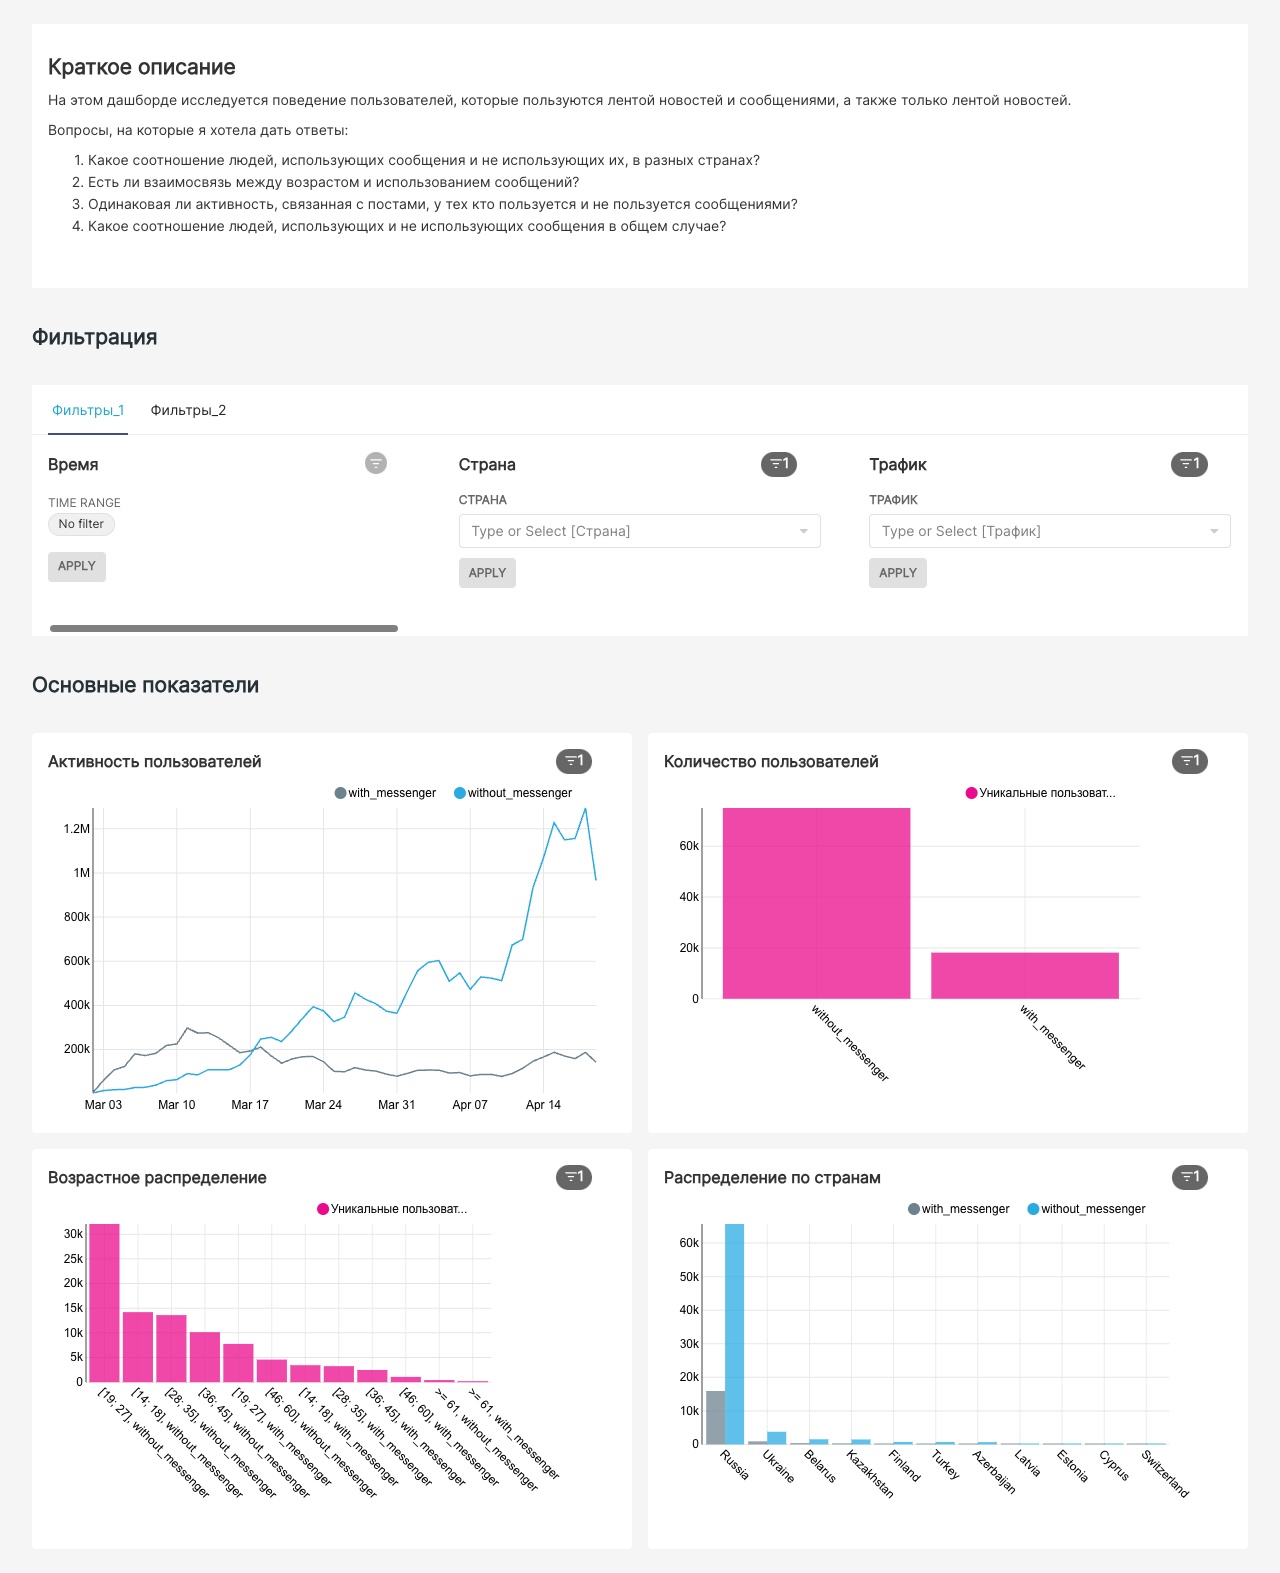 Краткое описание
На этом дашборде исследуется поведение пользователей, которые пользуются лентой новостей и сообщениями, а также только лентой новостей.
Вопросы, на которые я хотела дать ответы:
1. Какое соотношение людей, использующих сообщения и не использующих их, в разных странах?
2. Есть ли взаимосвязь между возрастом и использованием сообщений?
3. Одинаковая ли активность, связанная с постами, у тех кто пользуется и не пользуется сообщениями?
4. Какое соотношение людей, использующих и не использующих сообщения в общем случае?
Фильтрация
Фильтры_1 Фильтры_2
Время
TIME RANGE
No filter
APPLY
Страна 1
СТРАНА
Type or Select [Страна]
APPLY
Трафик 1
ТРАФИК
Type or Select [Трафик]
APPLY
Основные показатели
Активность пользователей 1
with_messenger without_messenger
1.2M
1M
800k
600k
400k
200k
Mar 03 Mar 10 Mar 17 Mar 24 Mar 31 Apr 07 Apr 14
Количество пользователей 1
Уникальные пользоват...
60k
40k
20k
0
without_messenger
with_messenger
Возрастное распределение 1
Уникальные пользоват...
30k
25k
20k
15k
10k
5k
0
[19; 27], without_messenger
[14; 18], without_messenger
[28; 35], without_messenger
[36; 45], without_messenger
[19; 27], with_messenger
[46; 60], without_messenger
[14; 18], with_messenger
[28; 35], with_messenger
[36; 45], with_messenger
[46; 60], with_messenger
>= 61, without_messenger
>= 61, with_messenger
Распределение по странам 1
with_messenger without_messenger
60k
50k
40k
30k
20k
10k
0
Russia
Ukraine
Belarus
Kazakhstan
Finland
Turkey
Azerbaijan
Latvia
Estonia
Cyprus
Switzerland